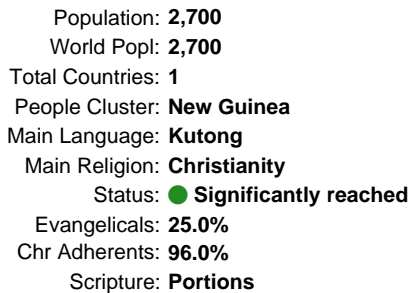 Population: 2,700
World Popl: 2,700
Total Countries: 1
People Cluster: New Guinea
Main Language: Kutong
Main Religion: Christianity
Status: Significantly reached
Evangelicals: 25.0%
Chr Adherents: 96.0%
Scripture: Portions